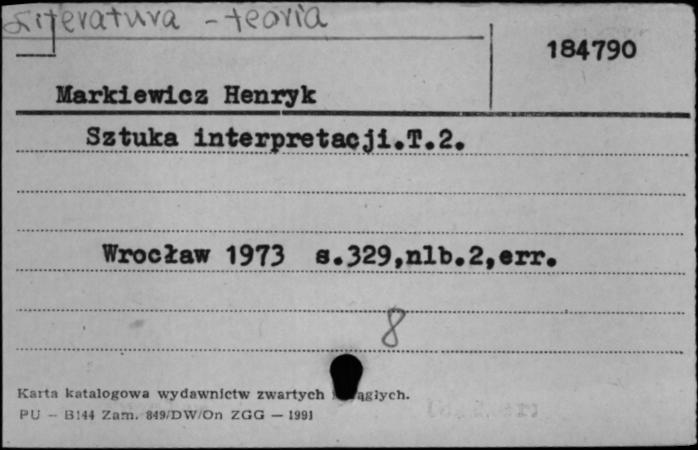 Literatura - teoria
184790
Markiewicz Henryk
Sztuka interpretacji.T.2.
Wrocław 1973 s.329,nlb.2,err.
8
Karta katalogowa wydawnictw zwartych
PU — B144 Zam. 849/DW/On ZGG — 1991